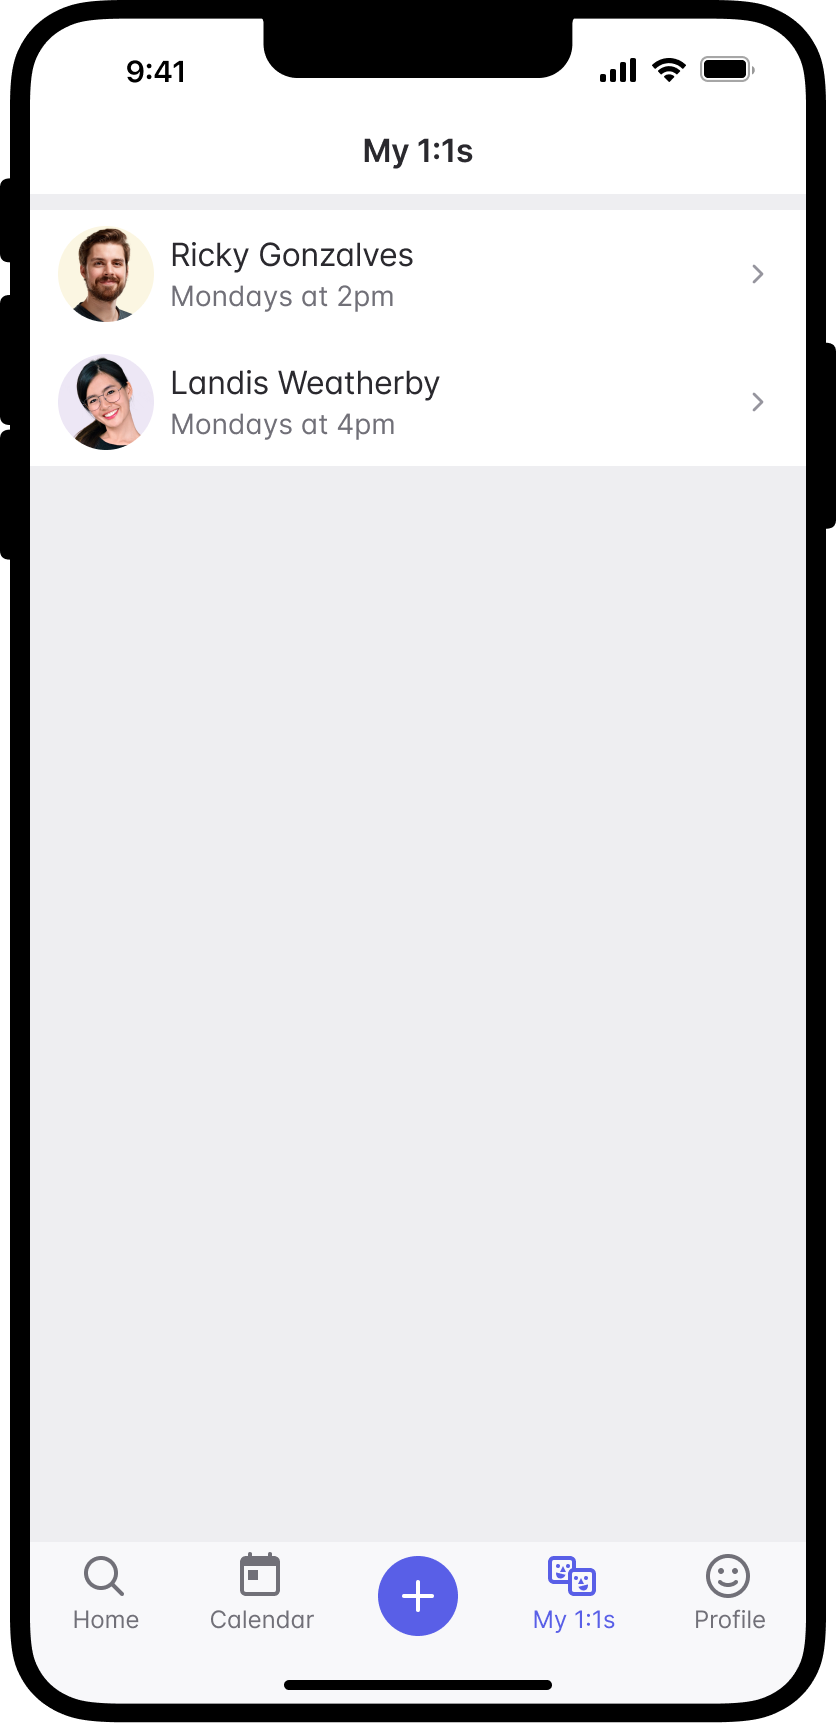 9:41
My 1:1s
Ricky Gonzalves
Mondays at 2pm
Landis Weatherby
Mondays at 4pm
Home
Calendar
My 1:1s
Profile